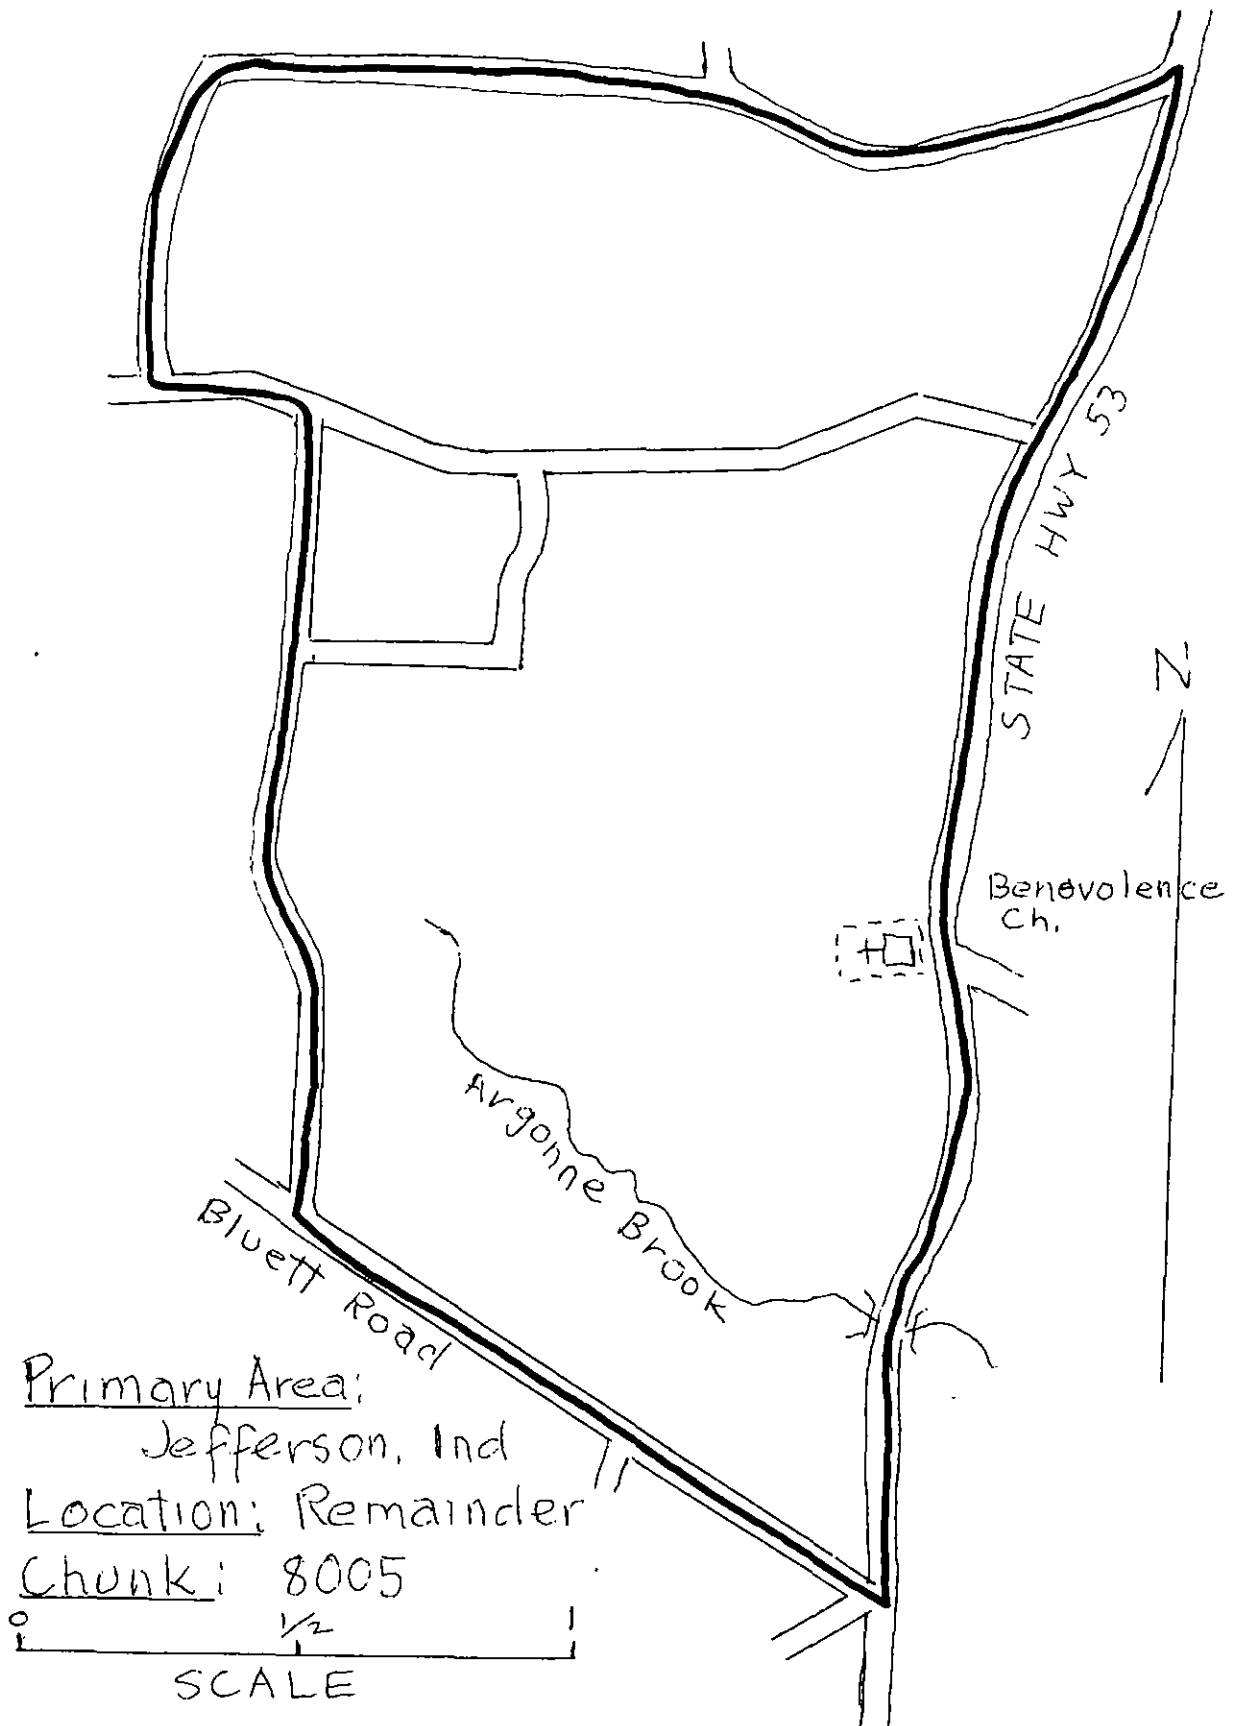 STATE HWY 53
N
Benevolence
Ch.
Argonne Brook
Bluett Road
Primary Area:
Jefferson, Ind
Location: Remainder
Chunk: 8005
0 1/2 1
SCALE